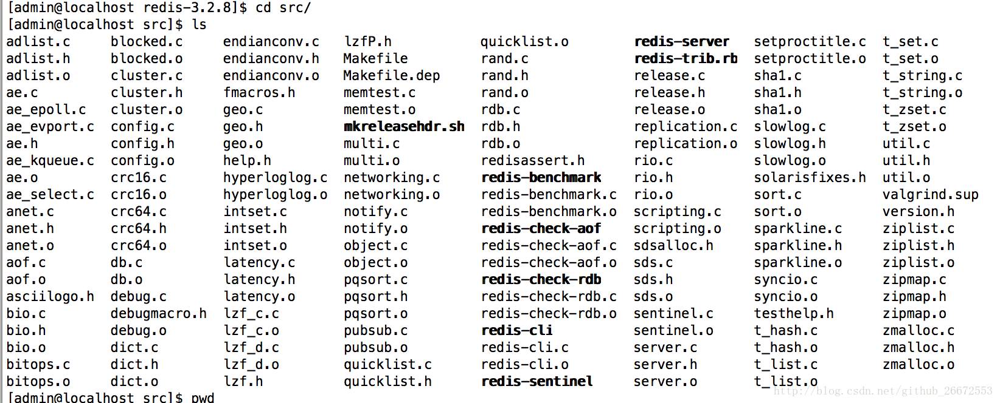 [admin@localhost redis-3.2.8]$ cd src/
[admin@localhost src]$ ls
adlist.c blocked.c endianconv.c lzfP.h quicklist.o redis-server setproctitle.c t_set.c
adlist.h blocked.o endianconv.h Makefile rand.c redis-trib.rb setproctitle.o t_set.o
adlist.o cluster.c endianconv.o Makefile.dep rand.h release.c sha1.c t_string.c
ae.c cluster.h fmacros.h memtest.c rand.o release.h sha1.h t_string.o
ae_epoll.c cluster.o geo.c memtest.o rdb.c release.o sha1.o t_zset.c
ae_evport.c config.c geo.h mkreleasehdr.sh rdb.h replication.c slowlog.c t_zset.o
ae.h config.h geo.o multi.c rdb.o replication.o slowlog.h util.c
ae_kqueue.c config.o help.h multi.o redisassert.h rio.c slowlog.o util.h
ae.o crc16.c hyperloglog.c networking.c redis-benchmark rio.h solarisfixes.h util.o
ae_select.c crc16.o hyperloglog.o networking.o redis-benchmark.c rio.o sort.c valgrind.sup
anet.c crc64.c intset.c notify.c redis-benchmark.o scripting.c sort.o version.h
anet.h crc64.h intset.h notify.o redis-check-aof scripting.o sparkline.c ziplist.c
anet.o crc64.o intset.o object.c redis-check-aof.c sdsalloc.h sparkline.h ziplist.h
aof.c db.c latency.c object.o redis-check-aof.o sds.c sparkline.o ziplist.o
aof.o db.o latency.h pqsort.c redis-check-rdb sds.h syncio.c zipmap.c
asciilogo.h debug.c latency.o pqsort.h redis-check-rdb.c sds.o syncio.o zipmap.h
bio.c debugmacro.h lzf_c.c pqsort.o redis-check-rdb.o sentinel.c testhelp.h zipmap.o
bio.h debug.o lzf_c.o pubsub.c redis-cli sentinel.o t_hash.c zmalloc.c
bio.o dict.c lzf_d.c pubsub.o redis-cli.c server.c t_hash.o zmalloc.h
bitops.c dict.h lzf_d.o quicklist.c redis-cli.o server.h t_list.c zmalloc.o
bitops.o dict.o lzf.h quicklist.h redis-sentinel server.o t_list.o
http://blog.csdn.net/github_26672553
[admin@localhost src]$ pwd